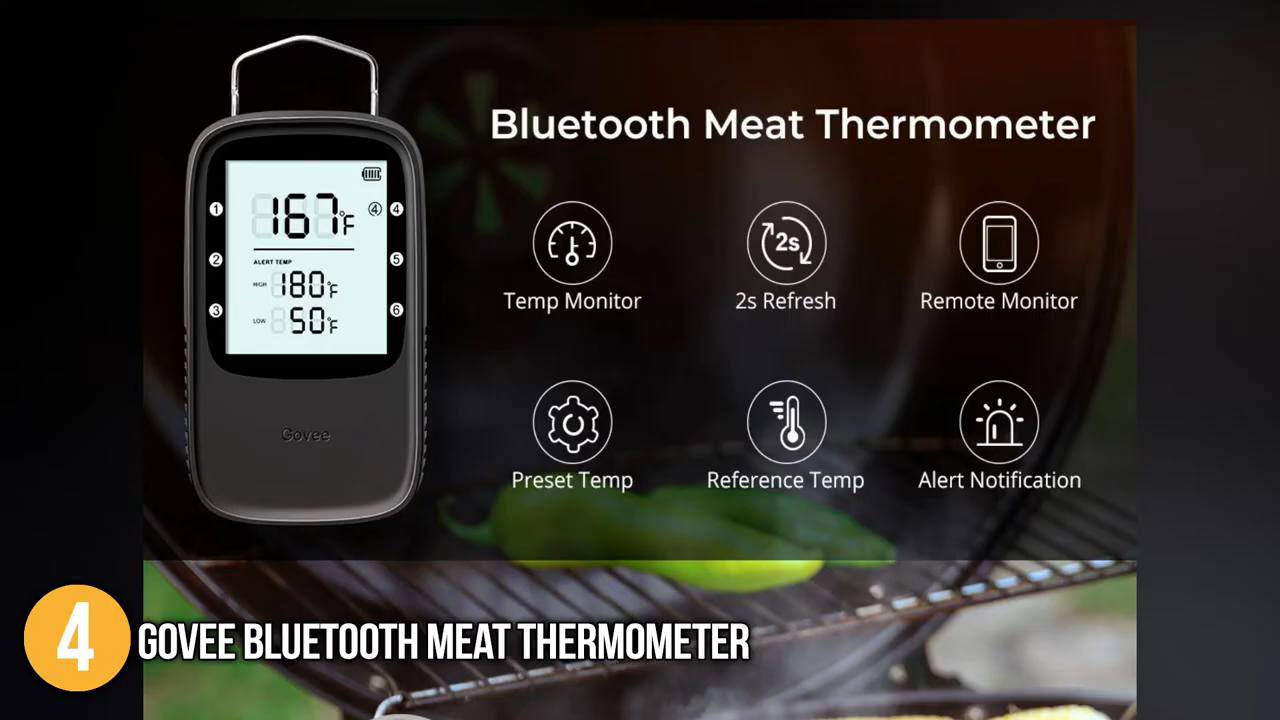 Bluetooth Meat Thermometer
1
2
3
167°F
4
4
5
6
ALERT TEMP
HIGH 180°F
LOW 50°F
Govee
Temp Monitor
2s
2s Refresh
Remote Monitor
Preset Temp
Reference Temp
Alert Notification
4 GOVEE BLUETOOTH MEAT THERMOMETER